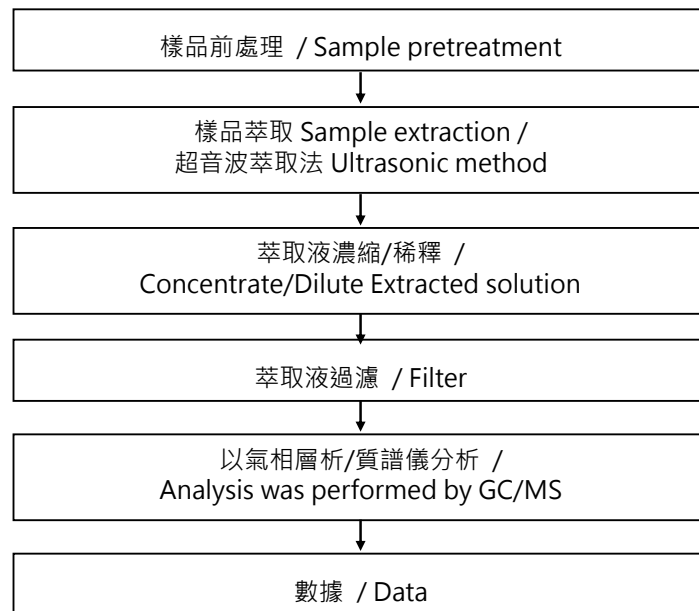 樣品前處理 / Sample pretreatment
樣品萃取 Sample extraction /
超音波萃取法 Ultrasonic method
萃取液濃縮/稀釋 /
Concentrate/Dilute Extracted solution
萃取液過濾 / Filter
以氣相層析/質譜儀分析 /
Analysis was performed by GC/MS
數據 / Data